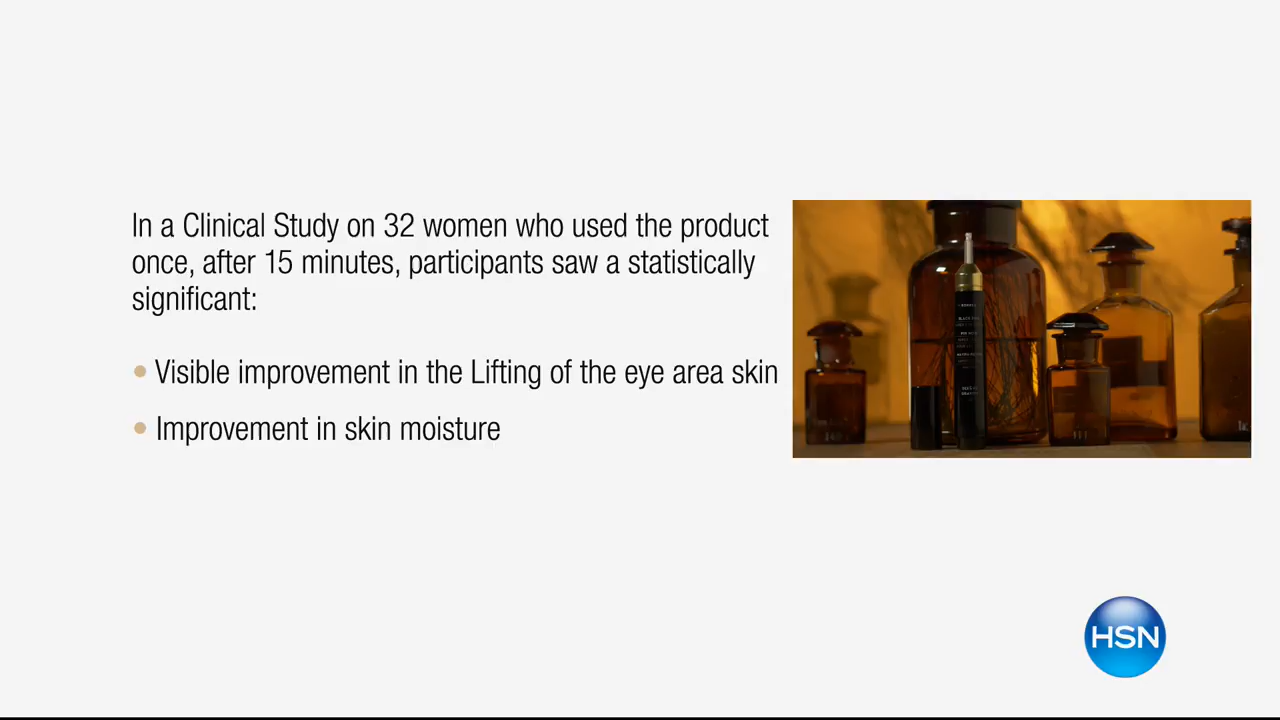 In a Clinical Study on 32 women who used the product
once, after 15 minutes, participants saw a statistically
significant:
• Visible improvement in the Lifting of the eye area skin
• Improvement in skin moisture
HSN